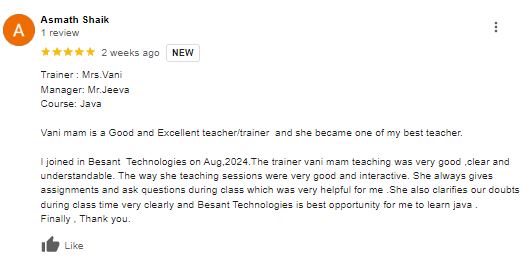 A
Asmath Shaik
1 review
2 weeks ago NEW
Trainer : Mrs.Vani
Manager: Mr.Jeeva
Course: Java
Vani mam is a Good and Excellent teacher/trainer and she became one of my best teacher.
I joined in Besant Technologies on Aug,2024.The trainer vani mam teaching was very good ,clear and
understandable. The way she teaching sessions were very good and interactive. She always gives
assignments and ask questions during class which was very helpful for me .She also clarifies our doubts
during class time very clearly and Besant Technologies is best opportunity for me to learn java .
Finally , Thank you.
Like